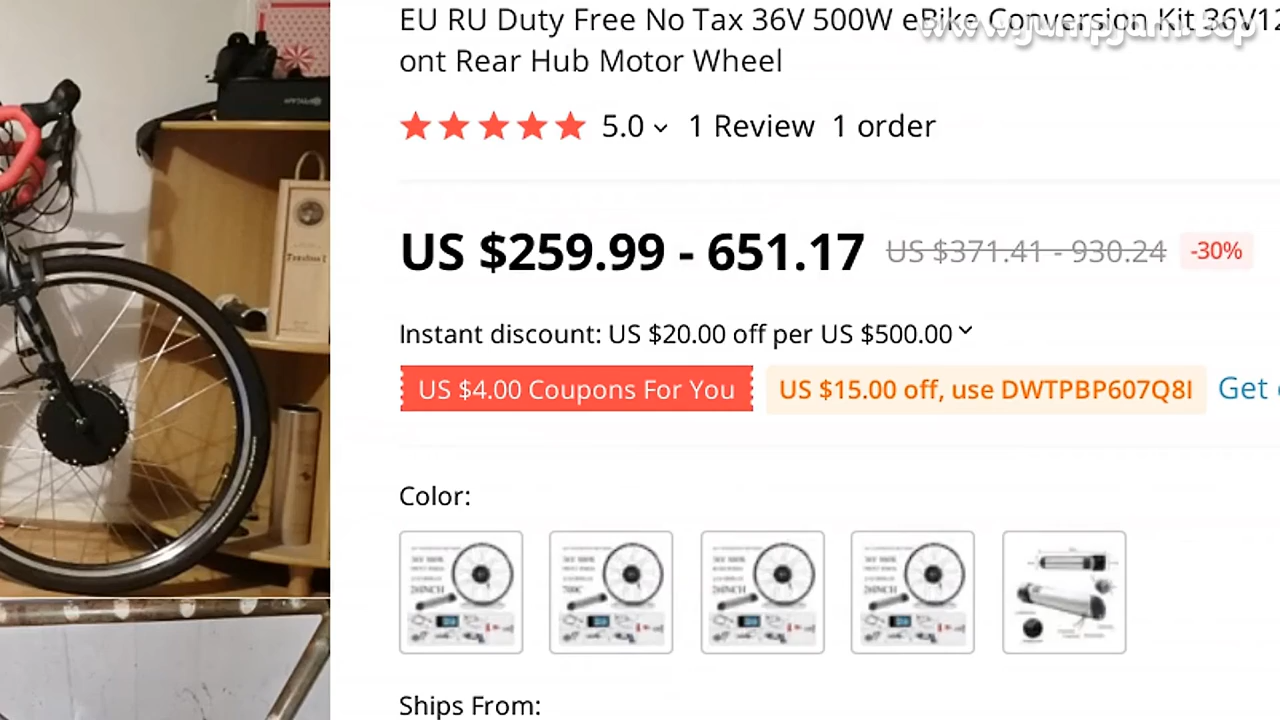 www.gumpjam.top
EU RU Duty Free No Tax 36V 500W eBike Conversion Kit 36V12
ont Rear Hub Motor Wheel
5.0 1 Review 1 order
US $259.99 - 651.17 US $371.41 - 930.24 -30%
Instant discount: US $20.00 off per US $500.00
US $4.00 Coupons For You US $15.00 off, use DWTPBP607Q8I Get
Color:
Ships From: